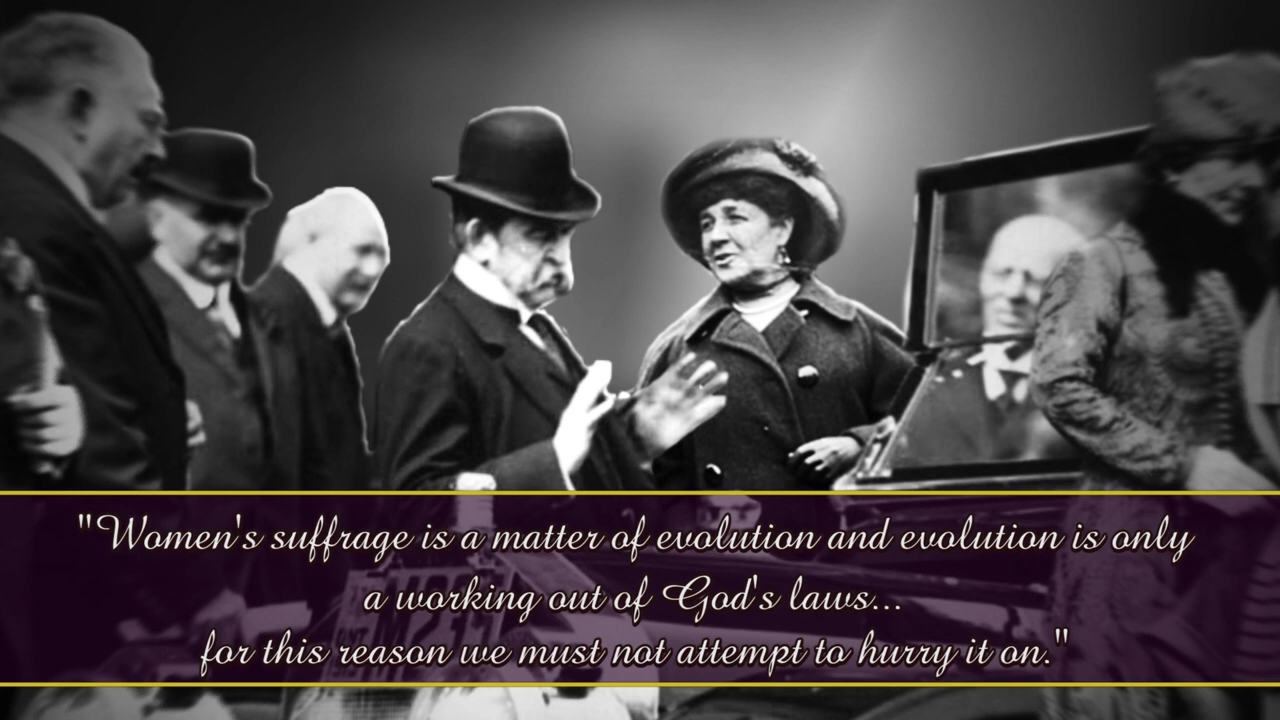 "Women's suffrage is a matter of evolution and evolution is only
a working out of God's laws...
for this reason we must not attempt to hurry it on."